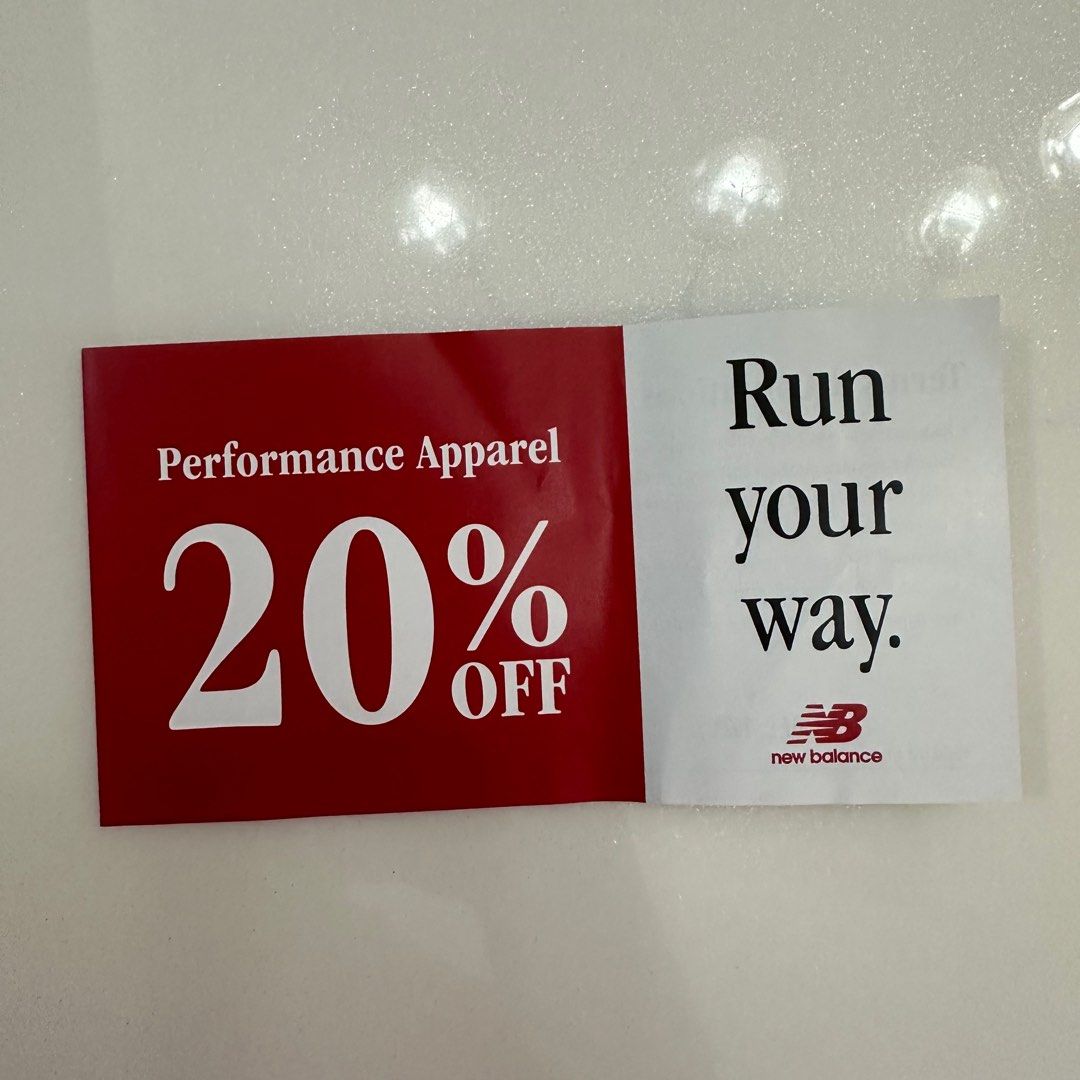 Performance Apparel
20%
OFF
Run
your
way.
NB
new balance